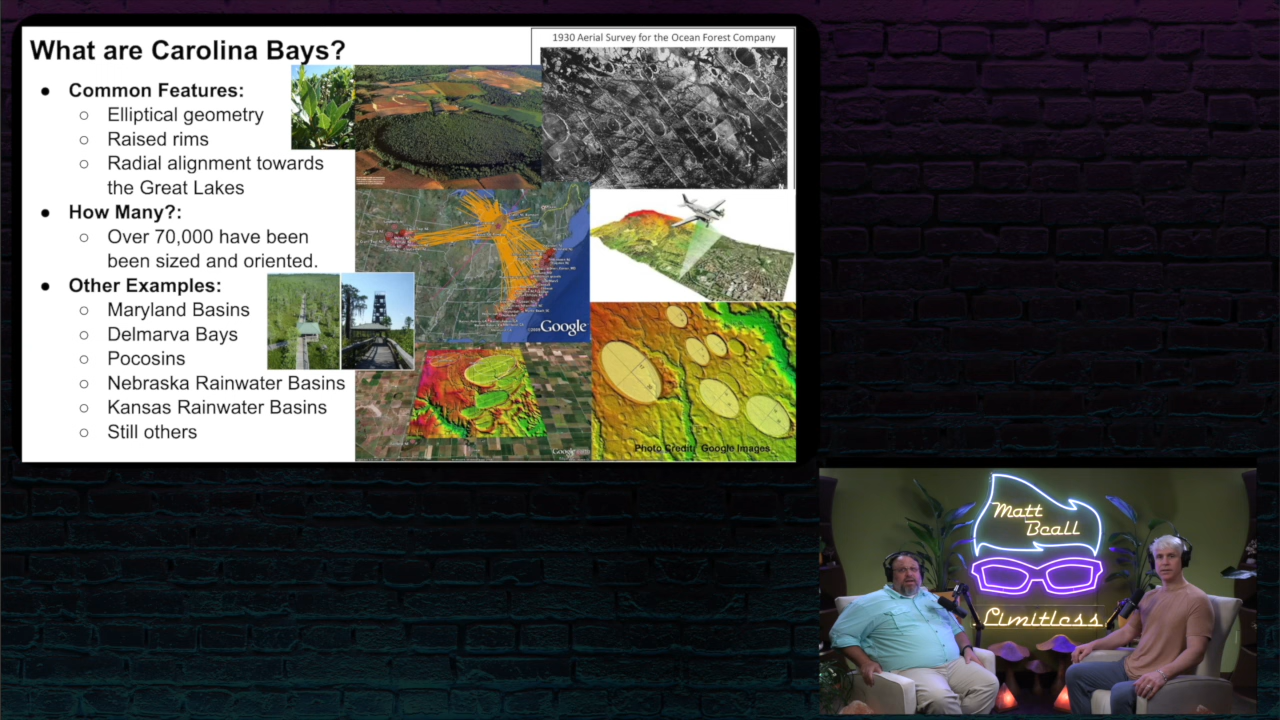 What are Carolina Bays?
● Common Features:
○ Elliptical geometry
○ Raised rims
○ Radial alignment towards
the Great Lakes
● How Many?:
○ Over 70,000 have been
been sized and oriented.
● Other Examples:
○ Maryland Basins
○ Delmarva Bays
○ Pocosins
○ Nebraska Rainwater Basins
○ Kansas Rainwater Basins
○ Still others
1930 Aerial Survey for the Ocean Forest Company
N
Google
Google
Photo Credit: Google Images
Matt
Beall
Limitless